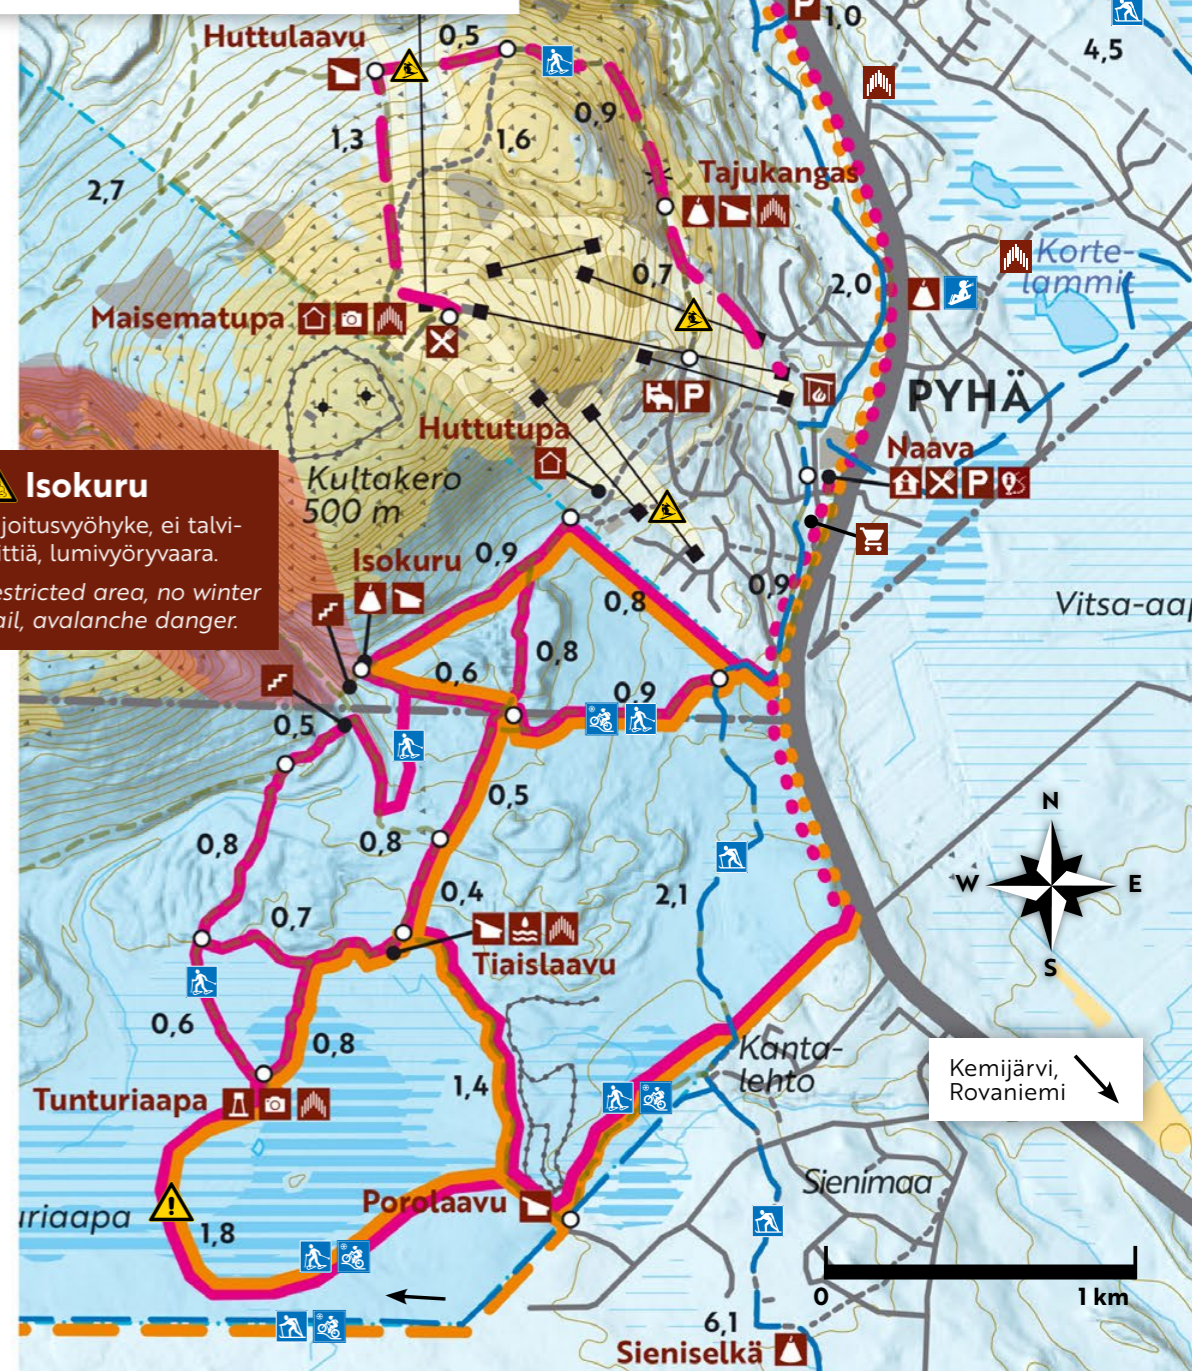 P
1,0
4,5
Huttulaavu
0,5
0,9
1,3
1,6
2,7
Tajukangas
0,7
2,0
Korte-
lammit
Maisematupa
P
PYHÄ
Huttutupa
Naava
P
Kultakero
500 m
Isokuru
joitusvyöhyke, ei talvi-
ittiä, lumivyöryvaara.
estricted area, no winter
ail, avalanche danger.
Isokuru
0,9
0,8
0,9
Vitsa-aap
0,6
0,8
0,9
0,5
0,5
0,8
0,8
0,4
2,1
0,7
Tiaislaavu
N
W
E
S
0,6
0,8
1,4
Kanta-
lehto
Kemijärvi,
Rovaniemi
Tunturiaapa
Sienimaa
Porolaavu
uriaapa
1,8
0
1 km
6,1
Sieniselkä